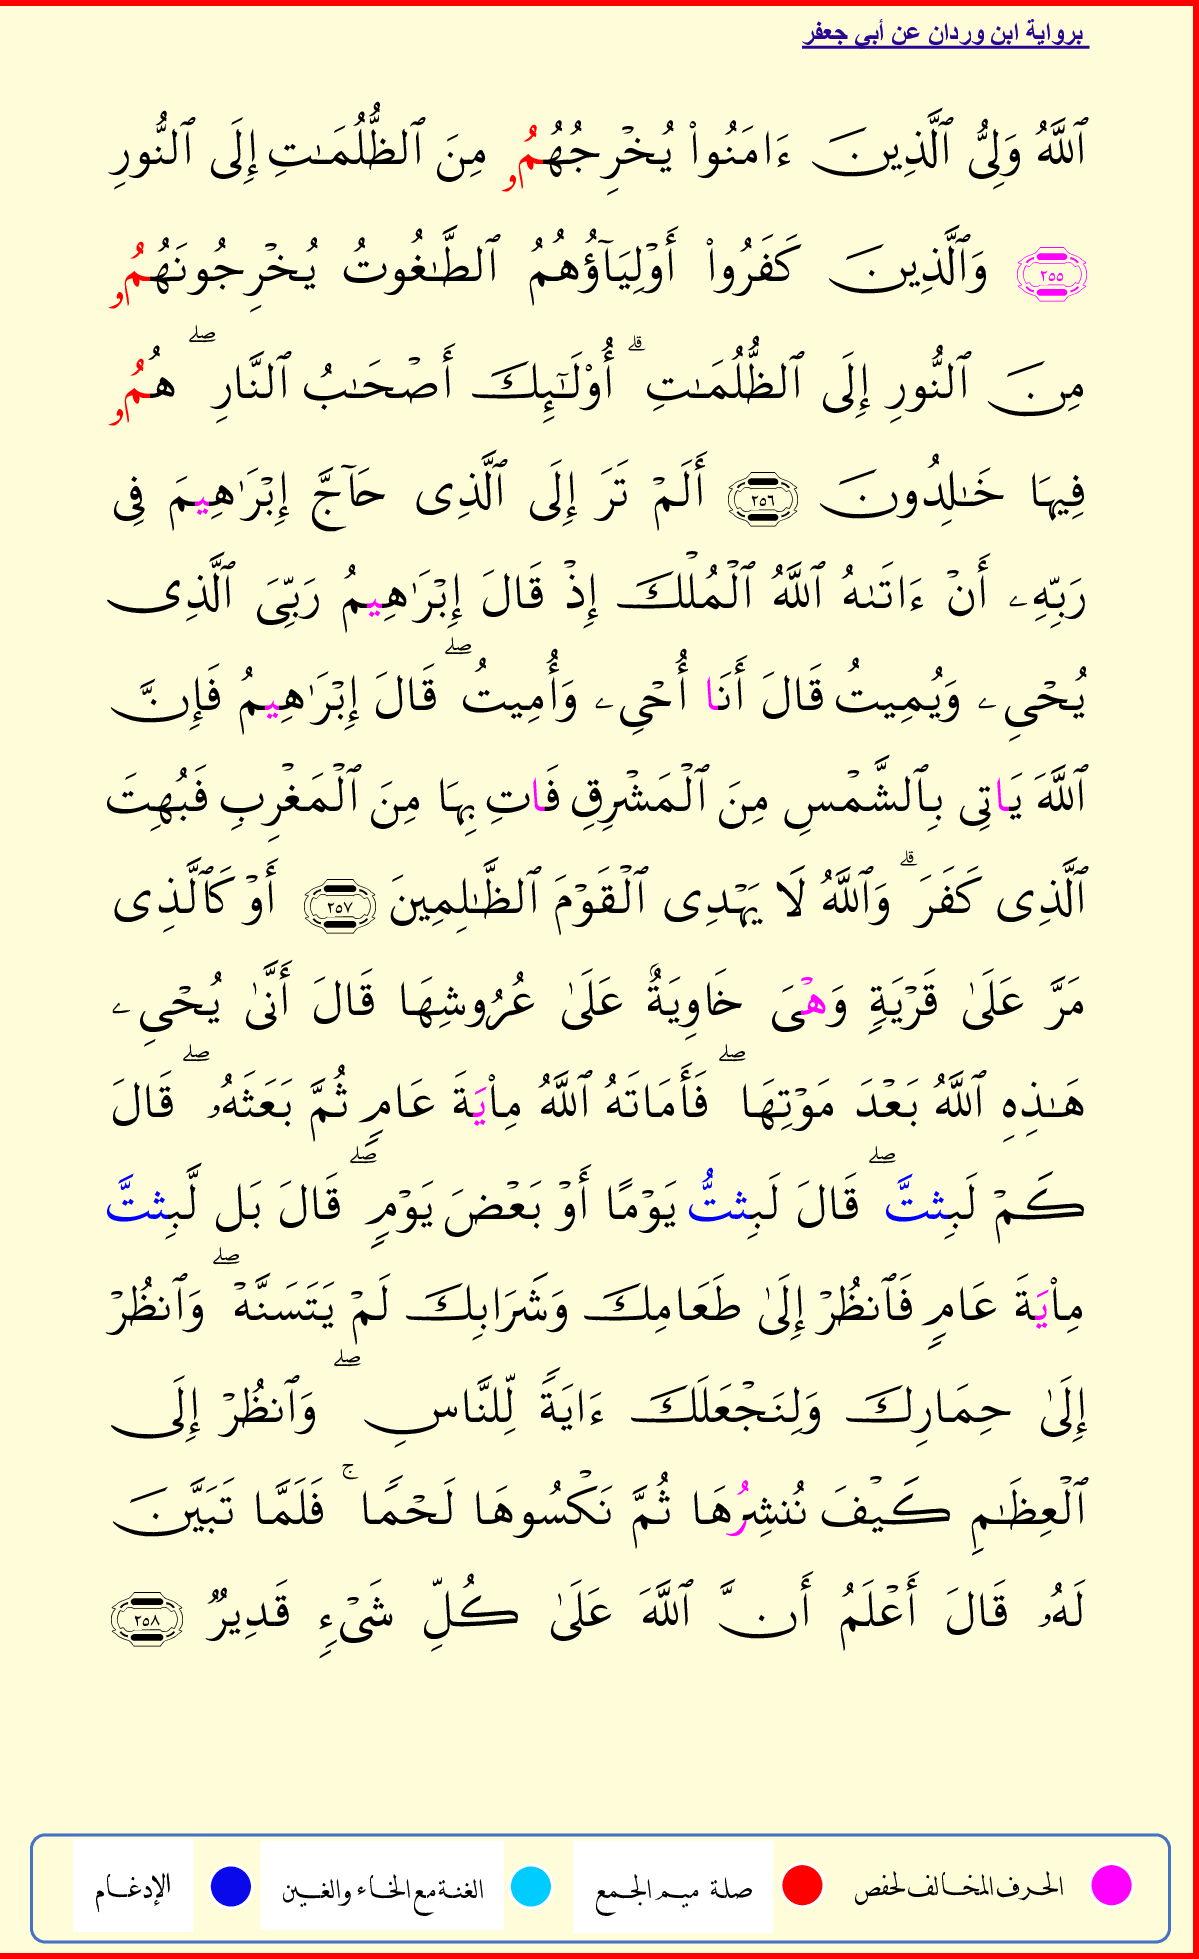 برواية ابن وردان عن أبي جعفر
ٱللَّهُ وَلِىُّ ٱلَّذِينَ ءَامَنُواْ يُخْرِجُهُمُۥ مِنَ ٱلظُّلُمَـٰتِ إِلَى ٱلنُّورِ
٢٥٥ وَٱلَّذِينَ كَفَرُواْ أَوْلِيَآؤُهُمُ ٱلطَّـٰغُوتُ يُخْرِجُونَهُمُۥ
مِنَ ٱلنُّورِ إِلَى ٱلظُّلُمَـٰتِ ۗ أُوْلَـٰٓئِكَ أَصْحَـٰبُ ٱلنَّارِ ۖ هُمُۥ
فِيهَا خَـٰلِدُونَ ٢٥٦ أَلَمْ تَرَ إِلَى ٱلَّذِى حَآجَّ إِبْرَٰهِيمَ فِى
رَبِّهِۦ أَنْ ءَاتَىٰهُ ٱللَّهُ ٱلْمُلْكَ إِذْ قَالَ إِبْرَٰهِيمُ رَبِّىَ ٱلَّذِى
يُحْىِۦ وَيُمِيتُ قَالَ أَنَا أُحْىِۦ وَأُمِيتُ ۖ قَالَ إِبْرَٰهِيمُ فَإِنَّ
ٱللَّهَ يَاتِى بِٱلشَّمْسِ مِنَ ٱلْمَشْرِقِ فَاتِ بِهَا مِنَ ٱلْمَغْرِبِ فَبُهِتَ
ٱلَّذِى كَفَرَ ۗ وَٱللَّهُ لَا يَهْدِى ٱلْقَوْمَ ٱلظَّـٰلِمِينَ ٢٥٧ أَوْ كَٱلَّذِى
مَرَّ عَلَىٰ قَرْيَةٍ وَهْىَ خَاوِيَةٌ عَلَىٰ عُرُوشِهَا قَالَ أَنَّىٰ يُحْىِۦ
هَـٰذِهِ ٱللَّهُ بَعْدَ مَوْتِهَا ۖ فَأَمَاتَهُ ٱللَّهُ مِاْيَةَ عَامٍ ثُمَّ بَعَثَهُۥ ۖ قَالَ
كَمْ لَبِثتَّ ۖ قَالَ لَبِثتُّ يَوْمًا أَوْ بَعْضَ يَوْمٍ ۖ قَالَ بَل لَّبِثتَّ
مِاْيَةَ عَامٍ فَٱنظُرْ إِلَىٰ طَعَامِكَ وَشَرَابِكَ لَمْ يَتَسَنَّهْ ۖ وَٱنظُرْ
إِلَىٰ حِمَارِكَ وَلِنَجْعَلَكَ ءَايَةً لِّلنَّاسِ ۖ وَٱنظُرْ إِلَى
ٱلْعِظَـٰمِ كَيْفَ نُنشِرُهَا ثُمَّ نَكْسُوهَا لَحْمًا ۚ فَلَمَّا تَبَيَّنَ
لَهُۥ قَالَ أَعْلَمُ أَنَّ ٱللَّهَ عَلَىٰ كُلِّ شَىْءٍ قَدِيرٌ ٢٥٨
الحرف المخالف لحفص صلة ميم الجمع الغنة مع الخاء والغين الإدغام